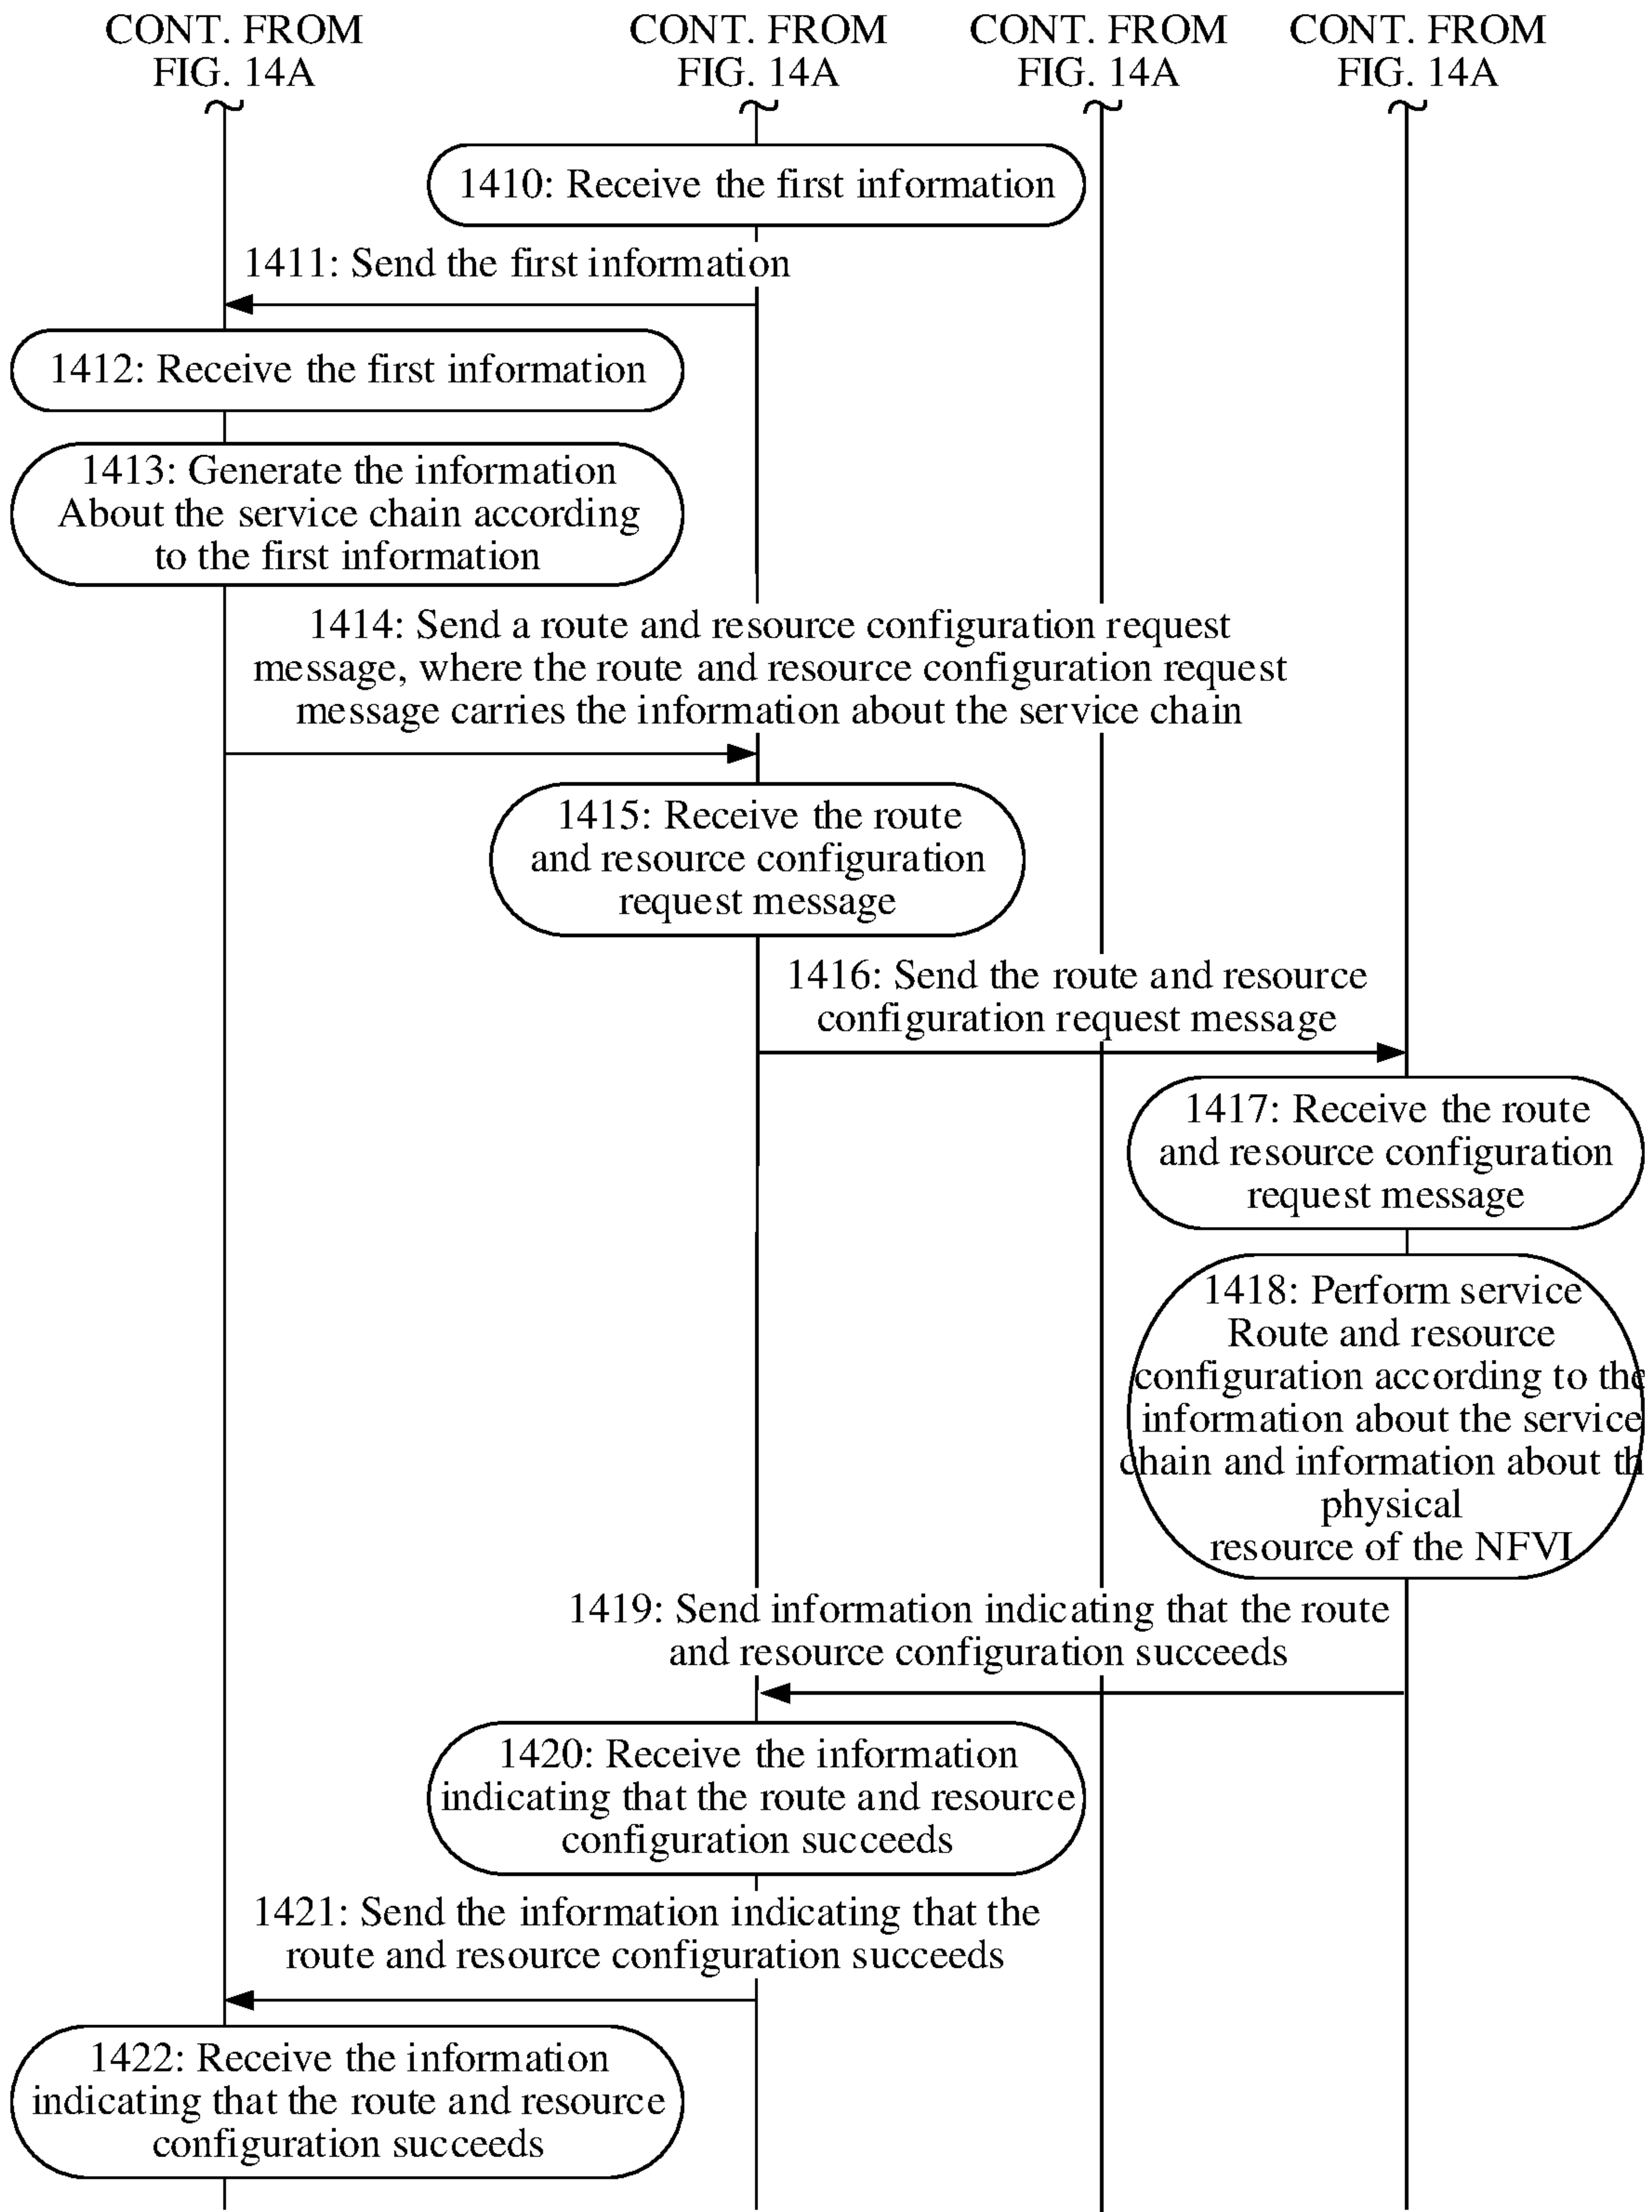 CONT. FROM
FIG. 14A
CONT. FROM
FIG. 14A
CONT. FROM
FIG. 14A
CONT. FROM
FIG. 14A
1410: Receive the first information
1411: Send the first information
1412: Receive the first information
1413: Generate the information
About the service chain according
to the first information
1414: Send a route and resource configuration request
message, where the route and resource configuration request
message carries the information about the service chain
1415: Receive the route
and resource configuration
request message
1416: Send the route and resource
configuration request message
1417: Receive the route
and resource configuration
request message
1418: Perform service
Route and resource
configuration according to the
information about the service
chain and information about th
physical
resource of the NFVI
1419: Send information indicating that the route
and resource configuration succeeds
1420: Receive the information
indicating that the route and resource
configuration succeeds
1421: Send the information indicating that the
route and resource configuration succeeds
1422: Receive the information
indicating that the route and resource
configuration succeeds